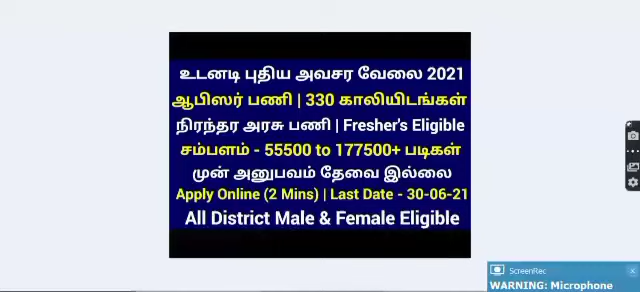 உடனடி புதிய அவசர வேலை 2021
ஆபிஸர் பணி | 330 காலியிடங்கள்
நிரந்தர அரசு பணி | Fresher's Eligible
சம்பளம் - 55500 to 177500+ படிகள்
முன் அனுபவம் தேவை இல்லை
Apply Online (2 Mins) | Last Date - 30-06-21
All District Male & Female Eligible
ScreenRec
WARNING: Microphone